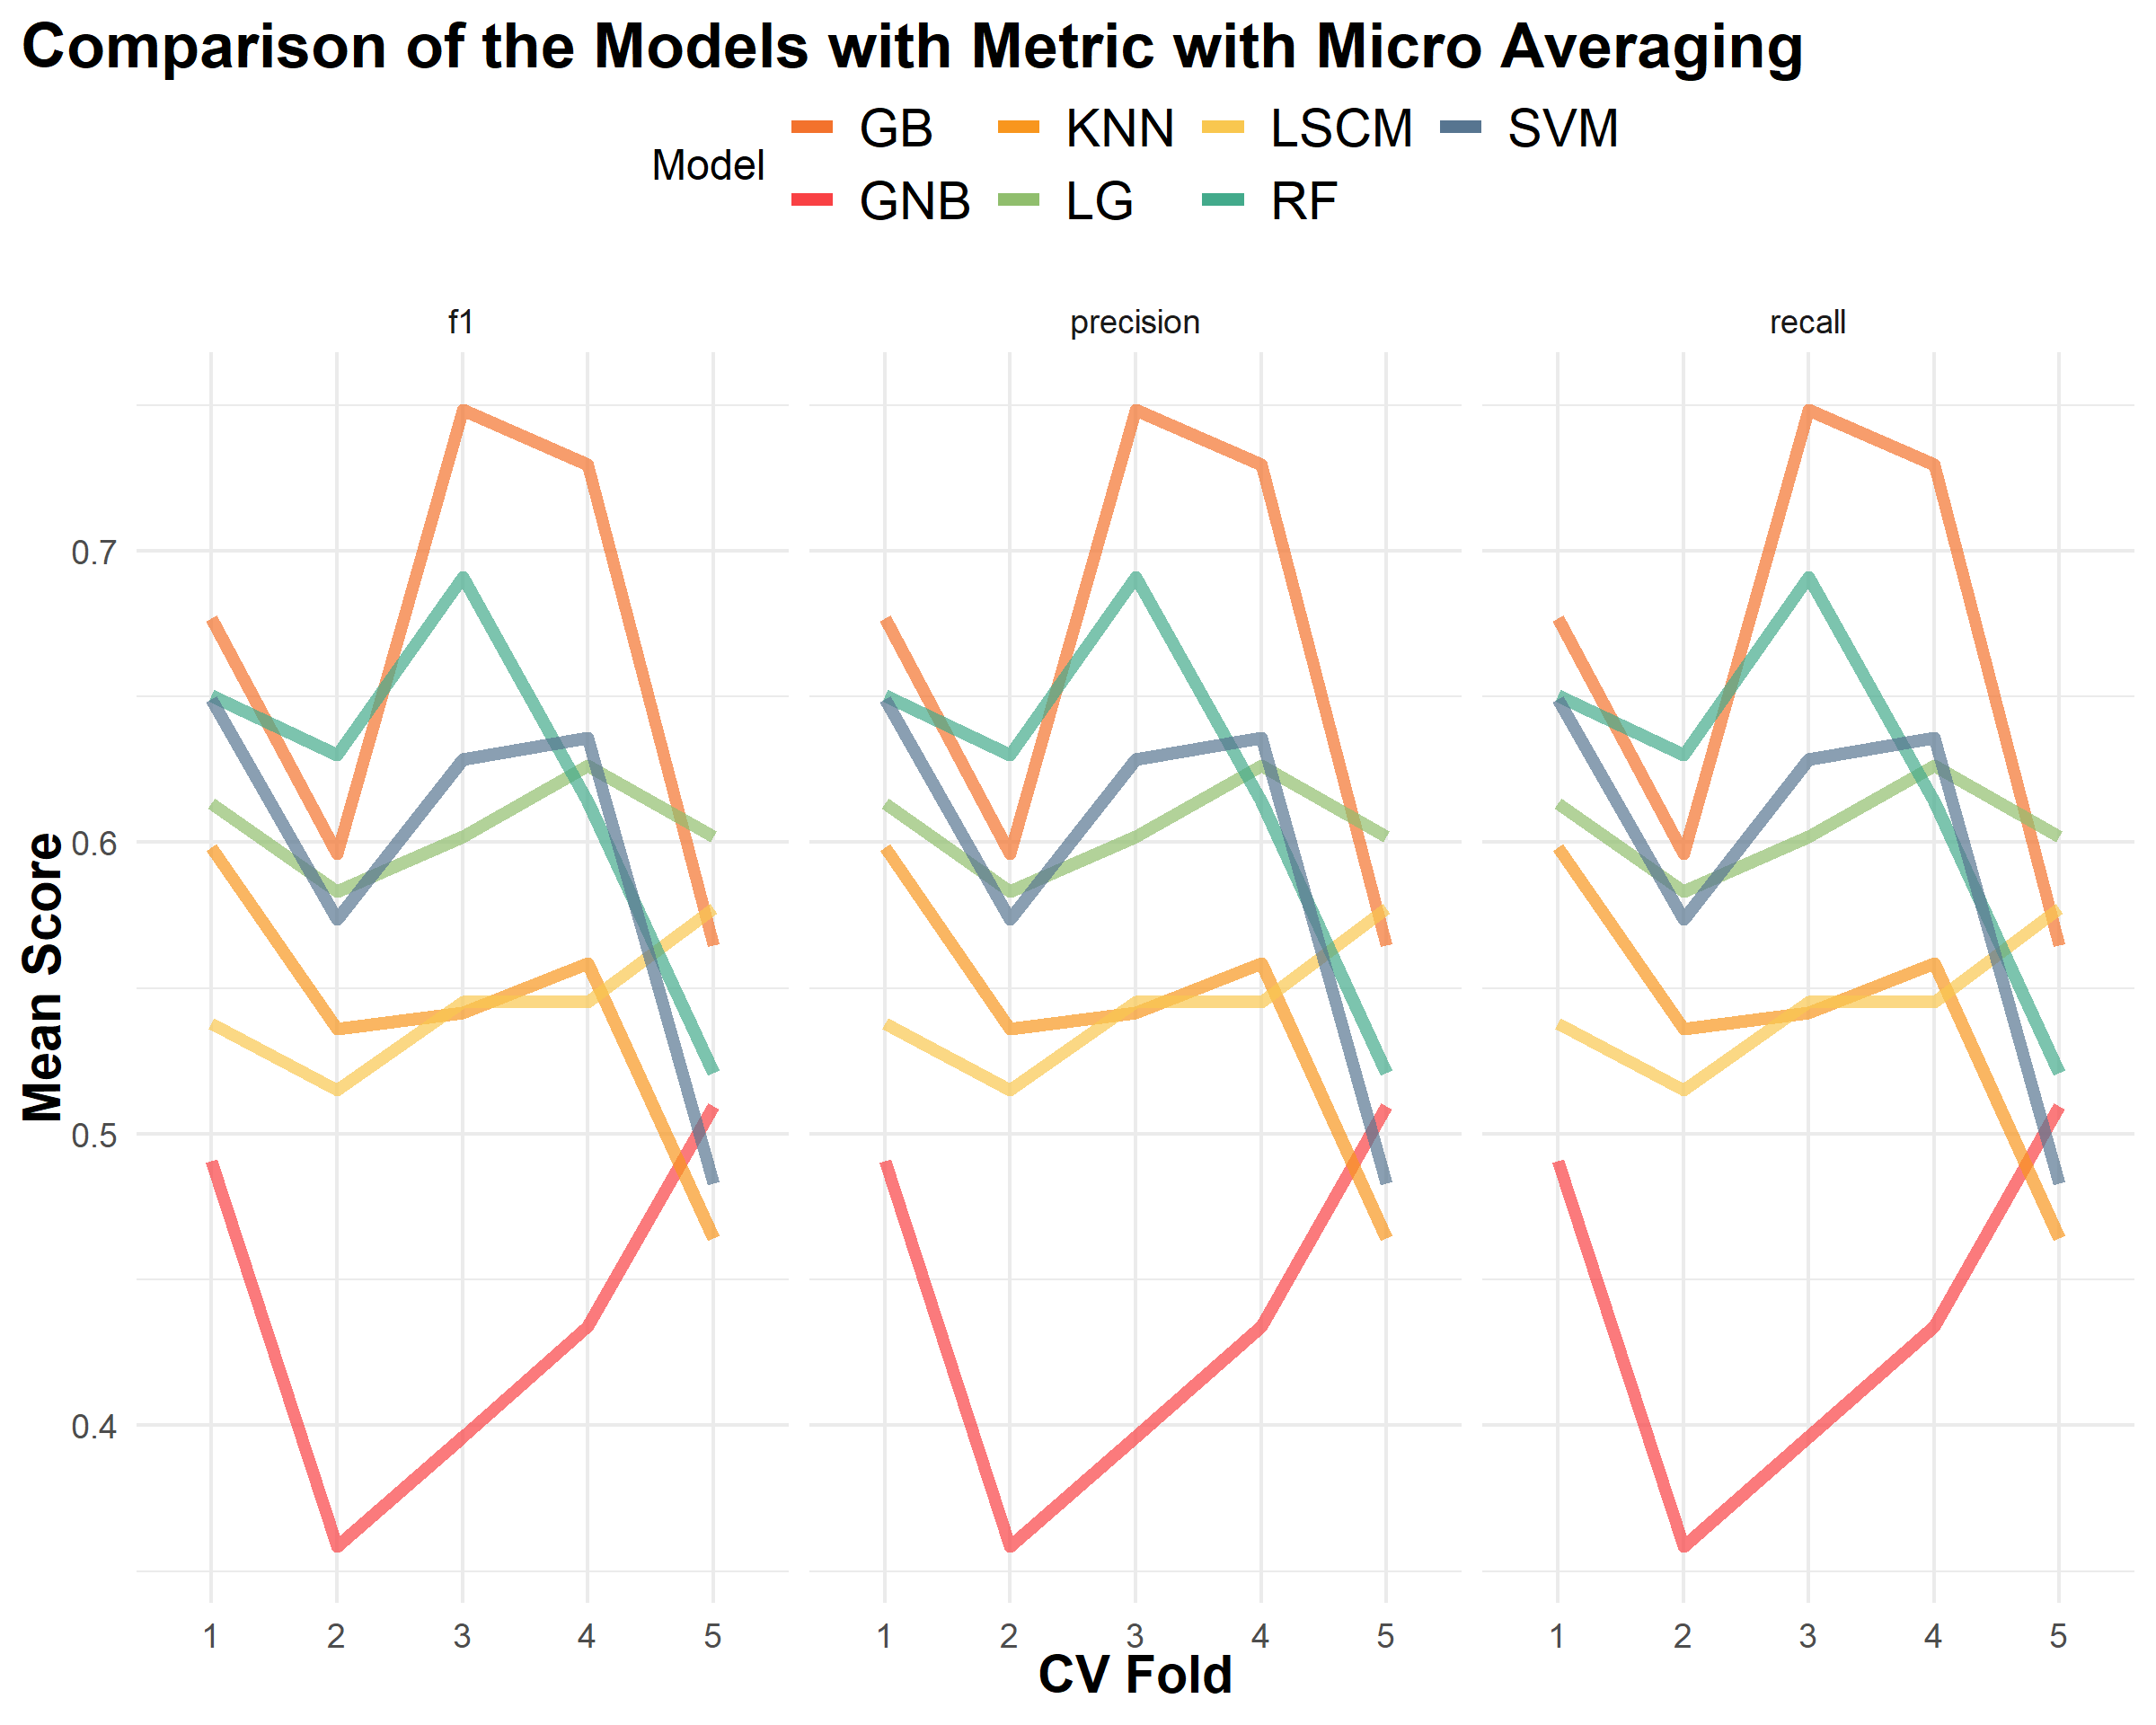 Comparison of the Models with Metric with Micro Averaging
Model
GB KNN LSCM SVM
GNB LG RF
f1 precision recall
Mean Score
0.7
0.6
0.5
0.4
1 2 3 4 5 1 2 3 4 5 1 2 3 4 5
CV Fold